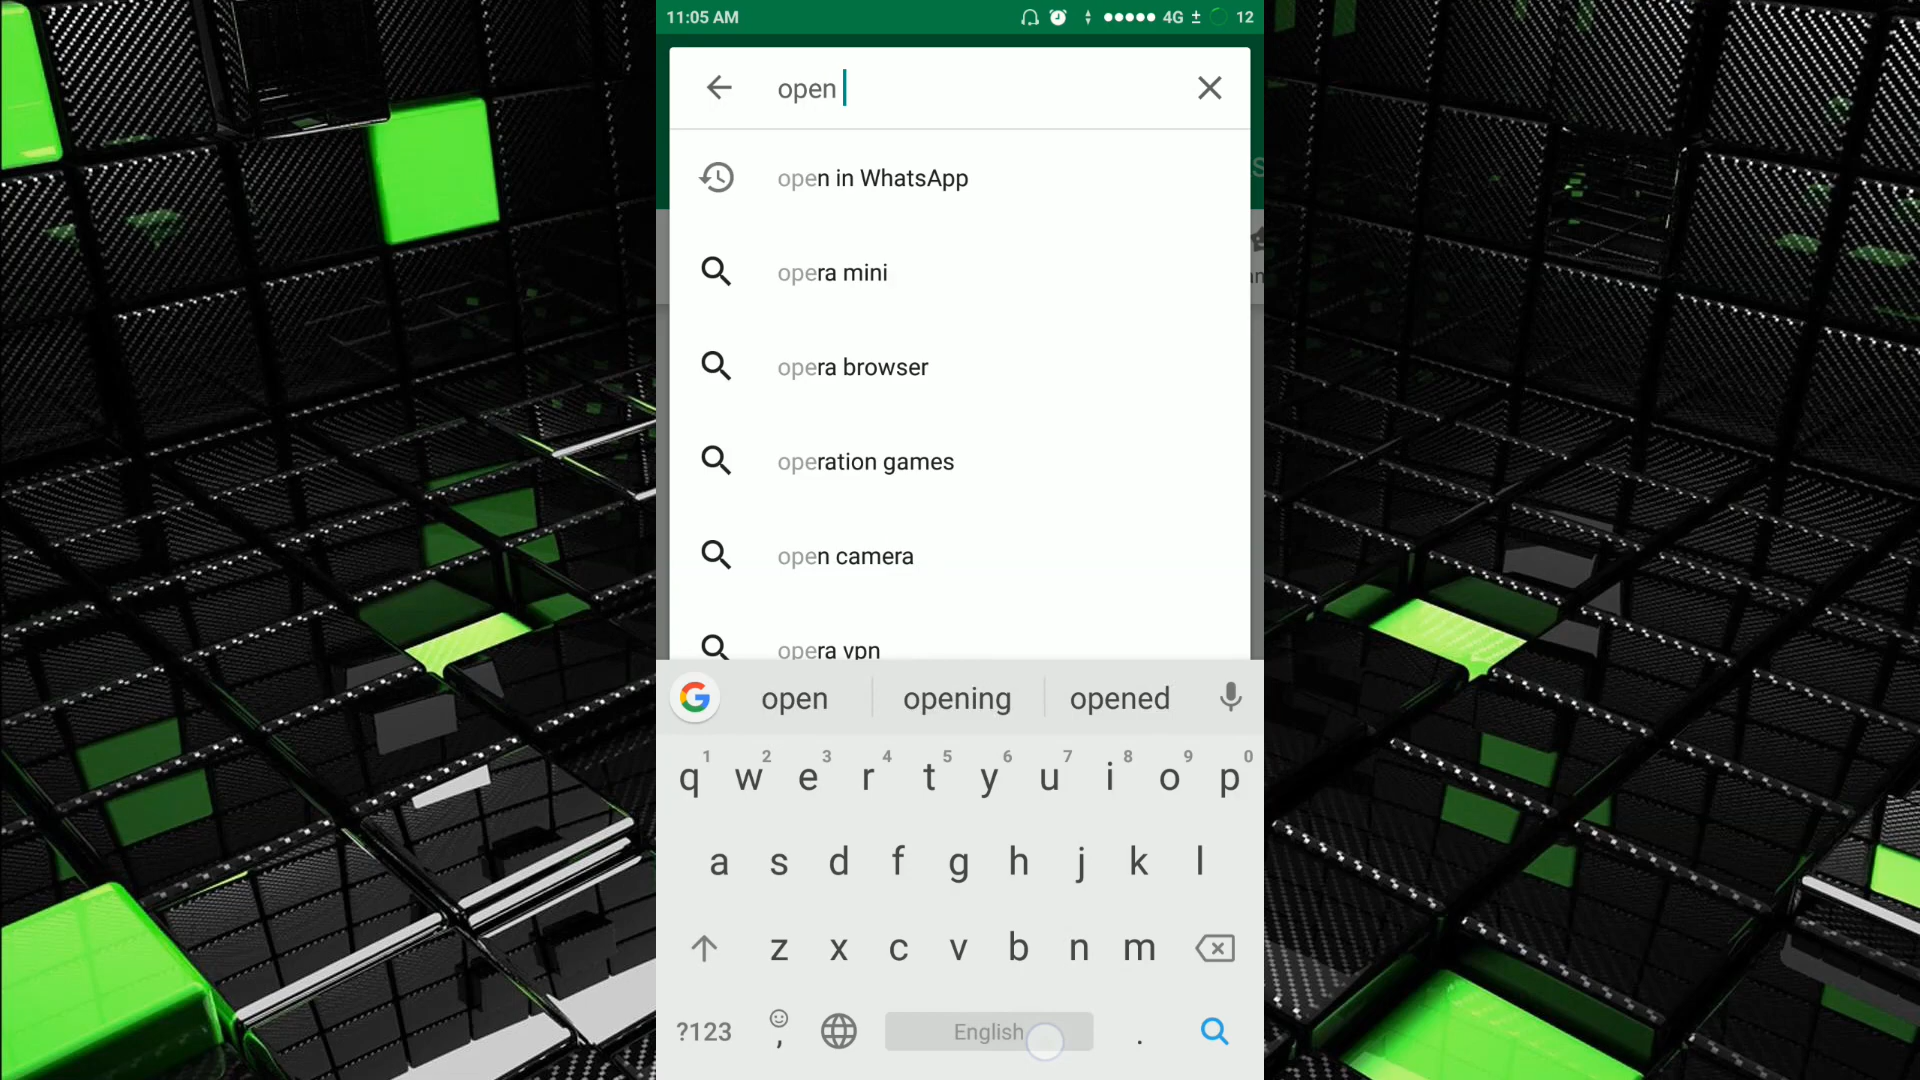 11:05 AM 4G ± 12
open
open in WhatsApp
opera mini
opera browser
operation games
open camera
opera vpn
open opening opened
1 2 3 4 5 6 7 8 9 0
q w e r t y u i o p
a s d f g h j k l
z x c v b n m
?123 , English .